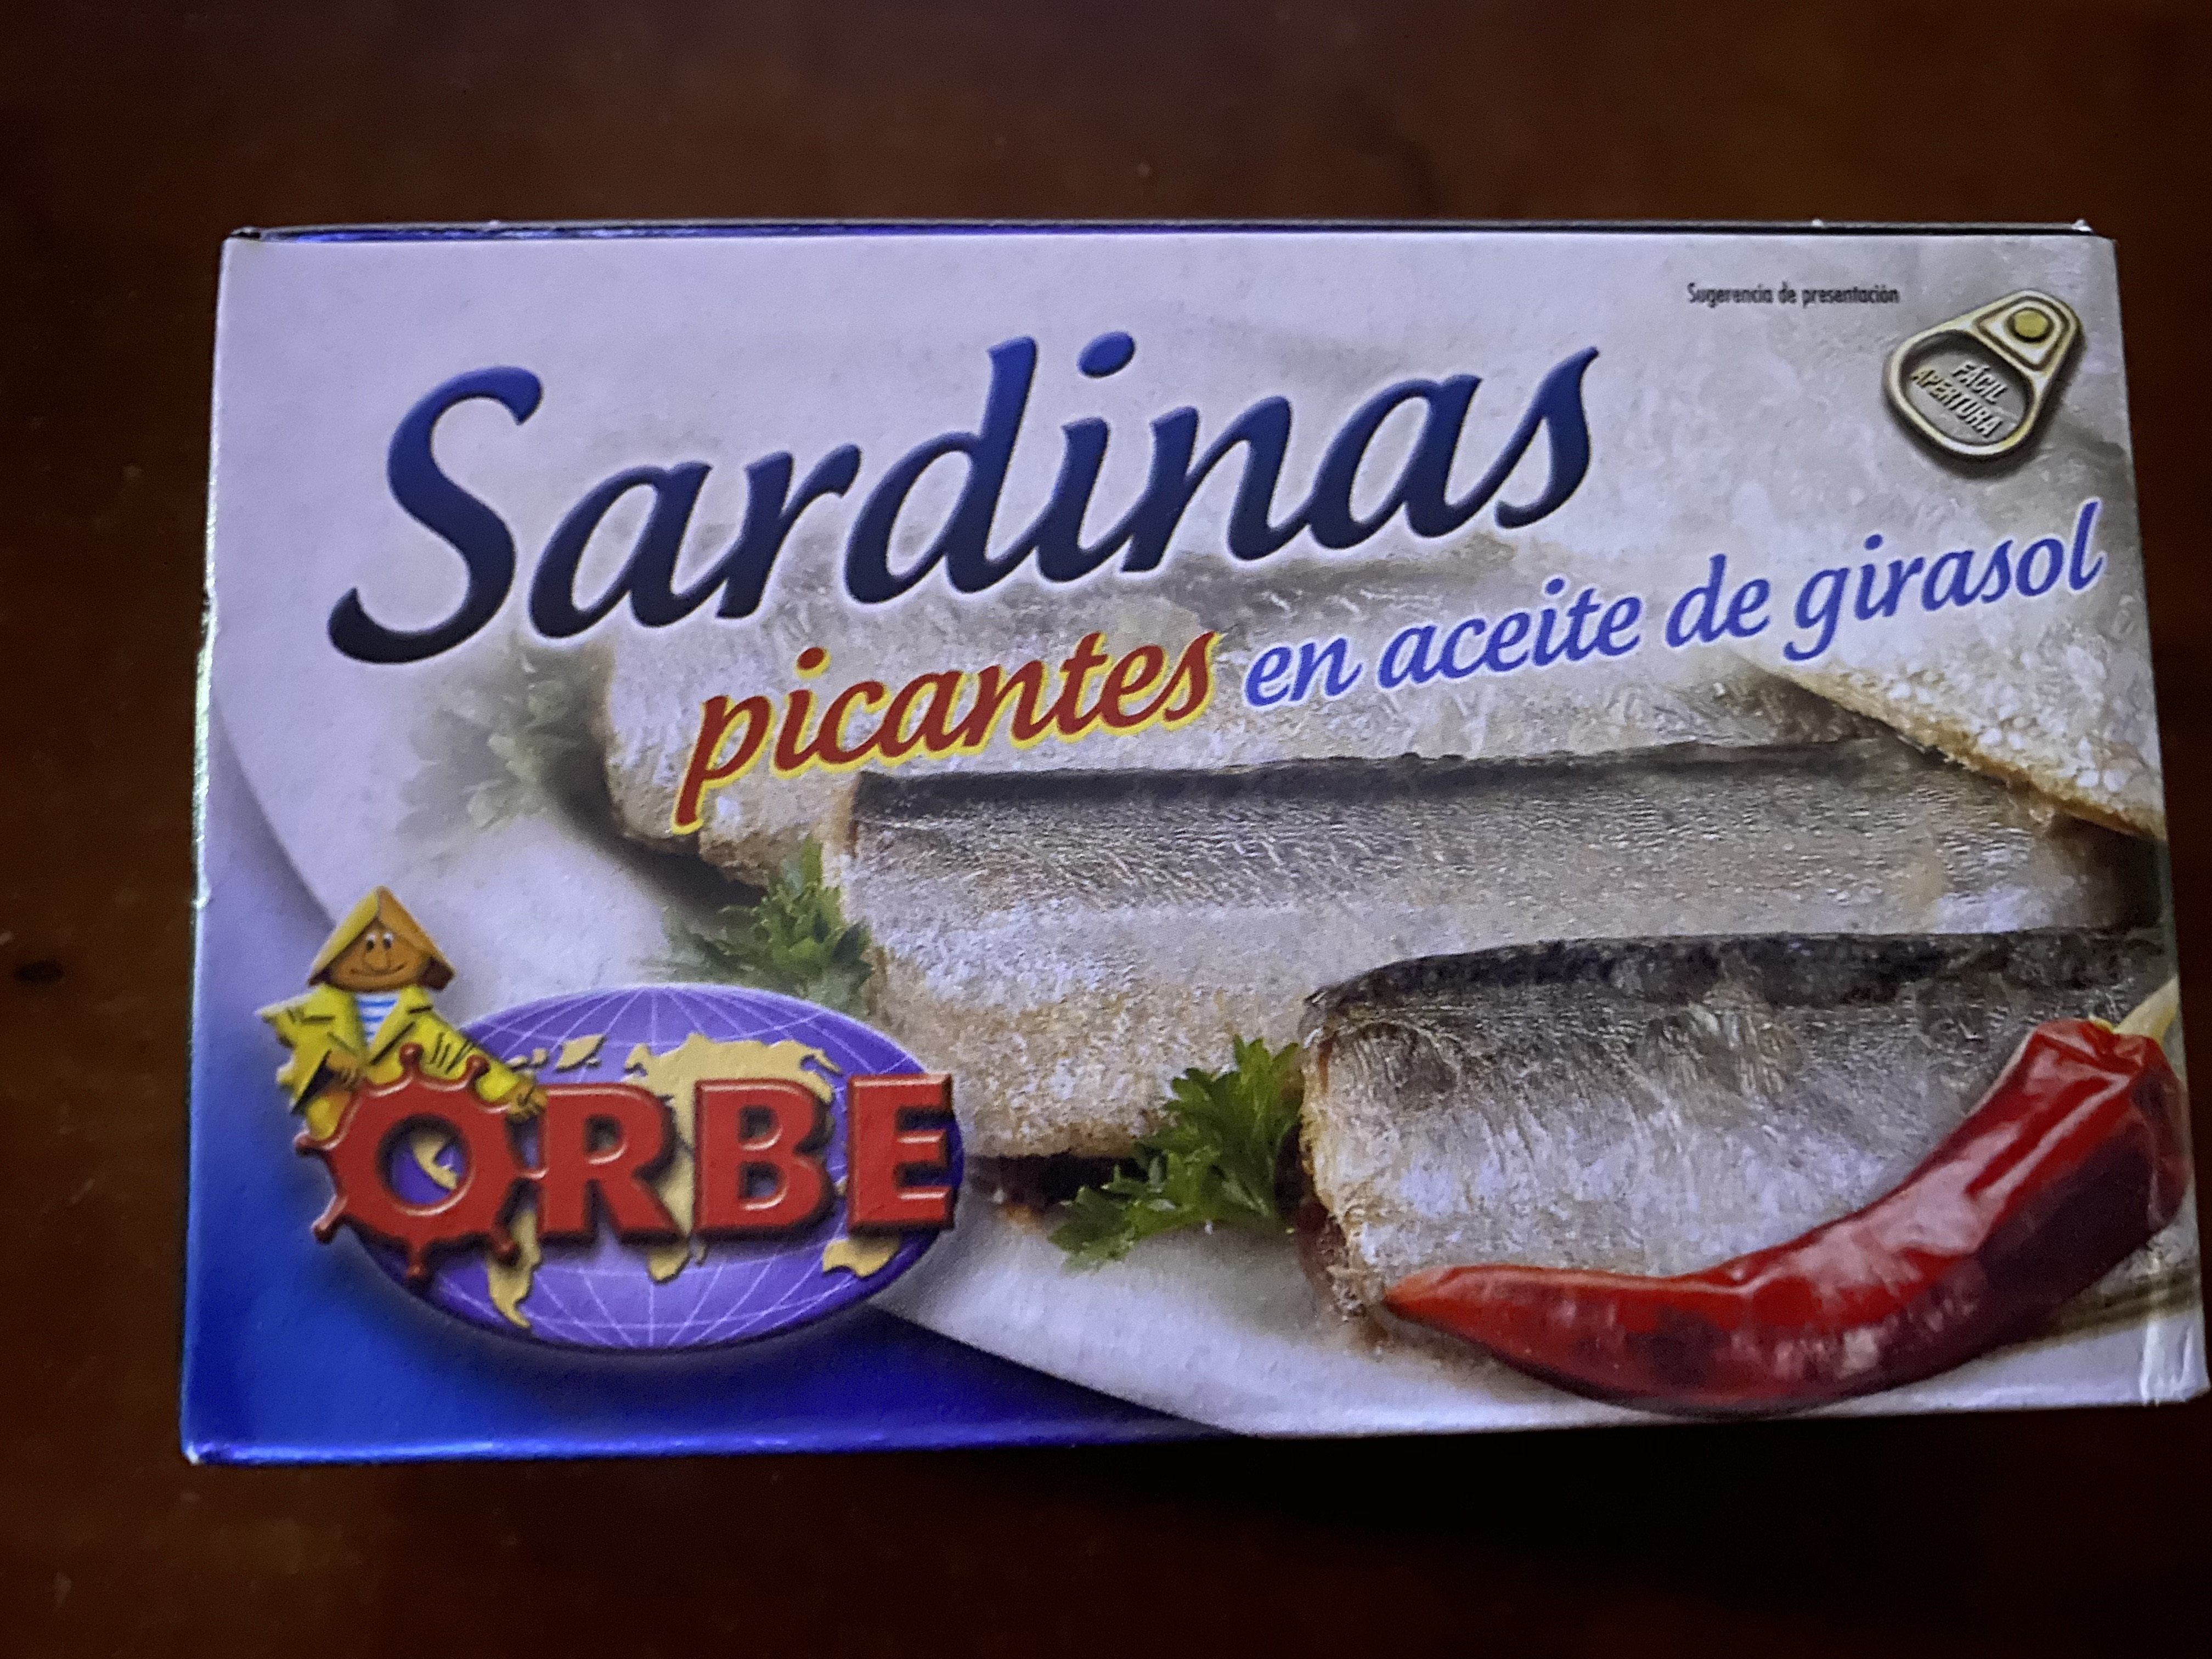 Sugerencia de presentación
FÁCIL
APERTURA
Sardinas
picantes en aceite de girasol
ORBE